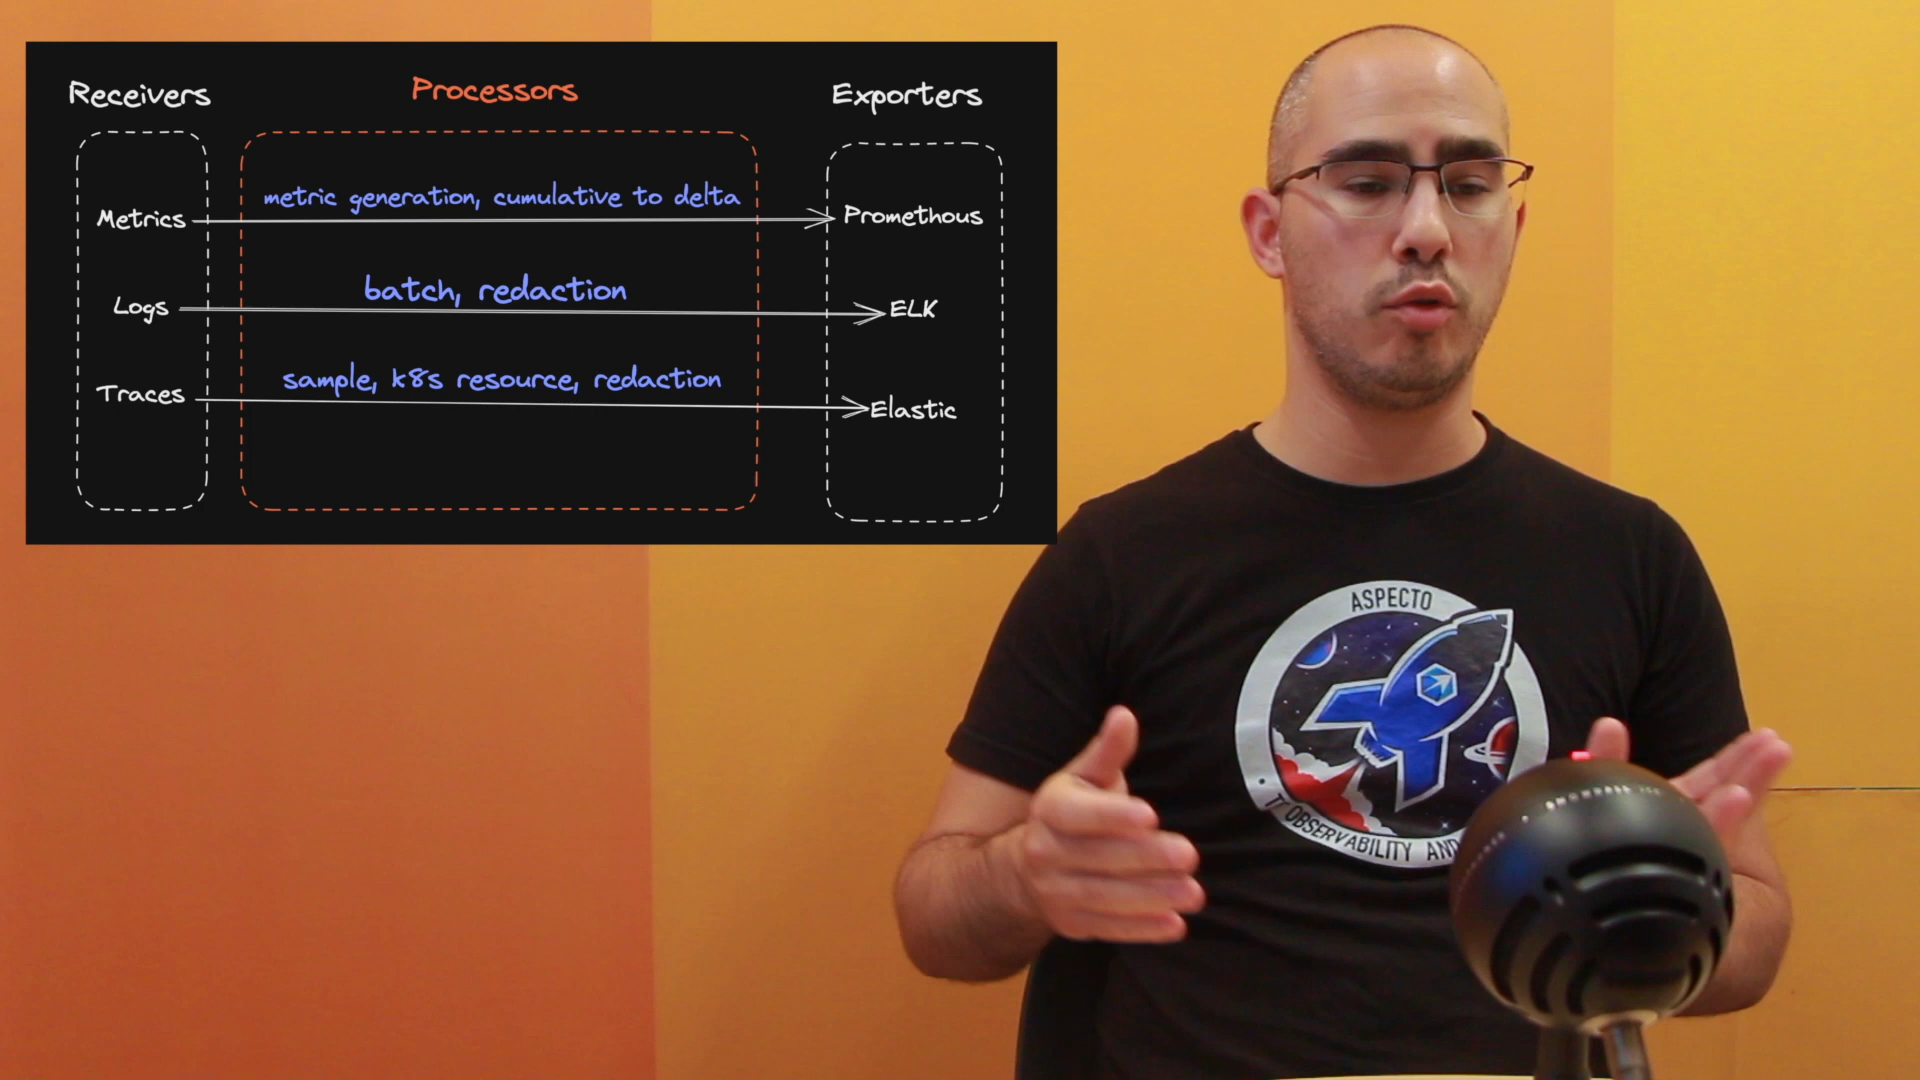 Receivers
Processors
Exporters
metric generation, cumulative to delta
Metrics
Promethous
batch, redaction
Logs
ELK
sample, k8s resource, redaction
Traces
Elastic
ASPECTO
OBSERVABILITY AND